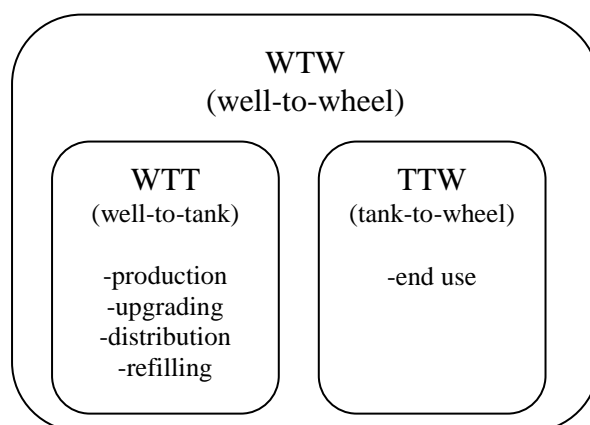 WTW
(well-to-wheel)
WTT
(well-to-tank)
-production
-upgrading
-distribution
-refilling
TTW
(tank-to-wheel)
-end use